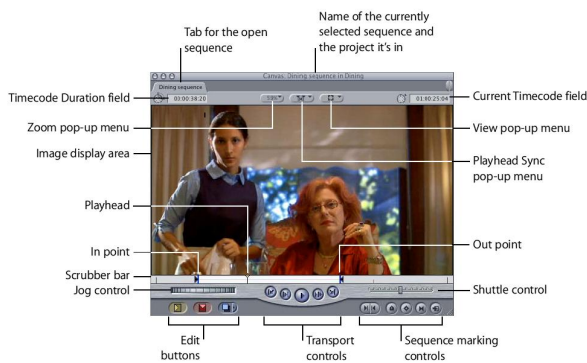 Name of the currently
selected sequence and
the project it's in
Tab for the open
sequence
Canvas: Dining sequence in Dining
Dining sequence
Timecode Duration field
00:00:38:20
01:60:25:04
Current Timecode field
Zoom pop-up menu
View pop-up menu
Image display area
Playhead Sync
pop-up menu
Playhead
In point
Out point
Scrubber bar
Jog control
Shuttle control
Edit
buttons
Transport
controls
Sequence marking
controls